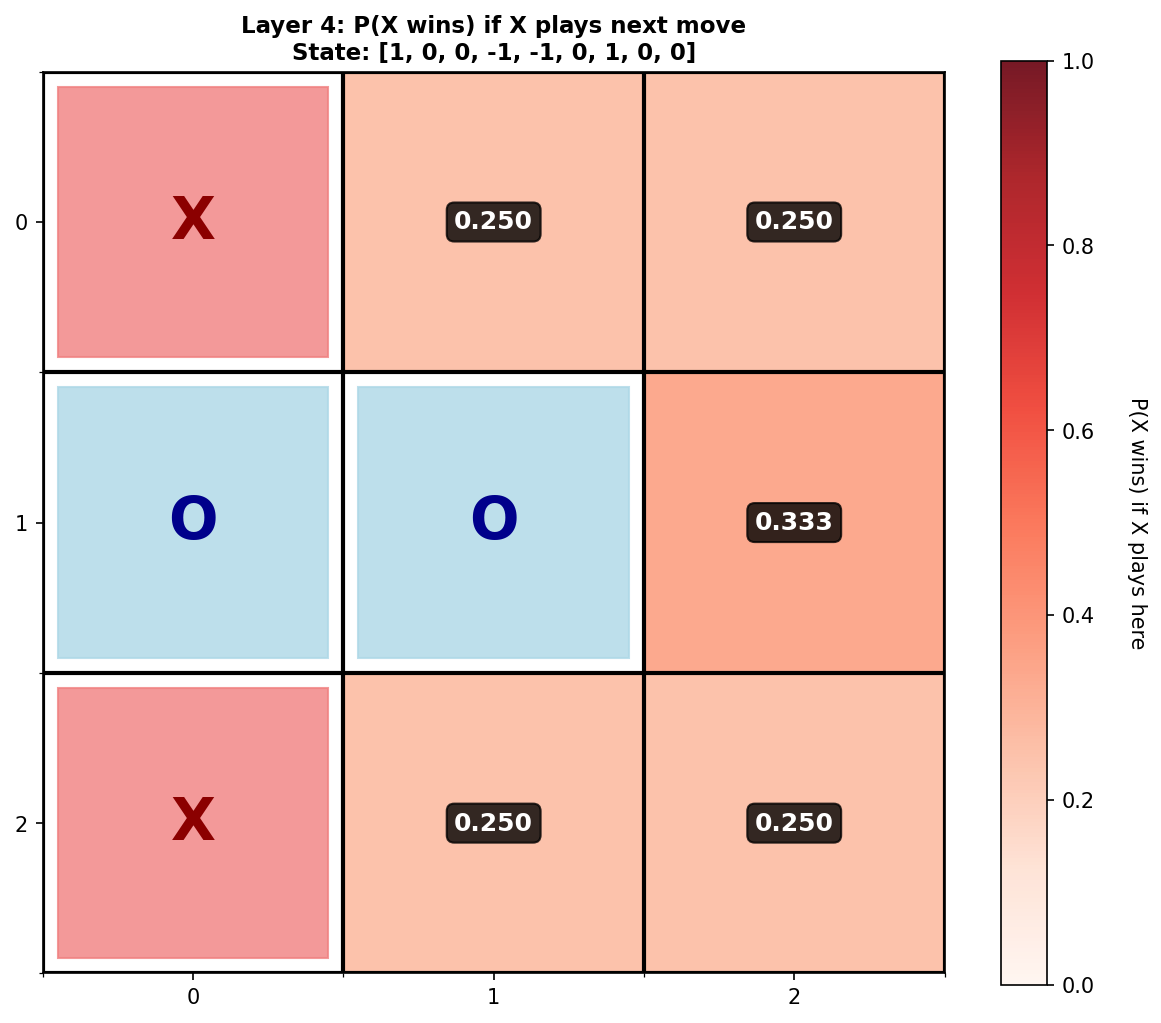 Layer 4: P(X wins) if X plays next move
State: [1, 0, 0, -1, -1, 0, 1, 0, 0]
0
X
0.250
0.250
1
O
O
0.333
2
X
0.250
0.250
0
1
2
1.0
0.8
0.6
0.4
0.2
0.0
P(X wins) if X plays here